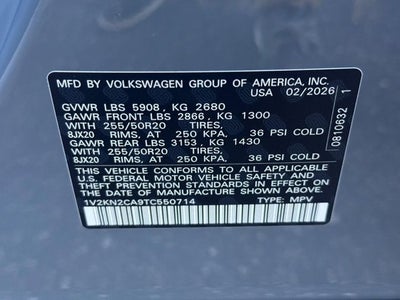 MFD BY VOLKSWAGEN GROUP OF AMERICA, INC.
USA 02/2026
GVWR LBS 5908, KG 2680
GAWR FRONT LBS 2866, KG 1300
WITH 255/50R20 TIRES,
8JX20 RIMS, AT 250 KPA, 36 PSI COLD
GAWR REAR LBS 3153, KG 1430
WITH 255/50R20 TIRES,
8JX20 RIMS, AT 250 KPA, 36 PSI COLD
THIS VEHICLE CONFORMS TO ALL APPLICABLE
FEDERAL MOTOR VEHICLE SAFETY STANDARDS
IN EFFECT ON THE DATE OF MANUFACTURE
SHOWN ABOVE.
1V2KN2CA9TC550714 TYPE: MPV
0810632 1